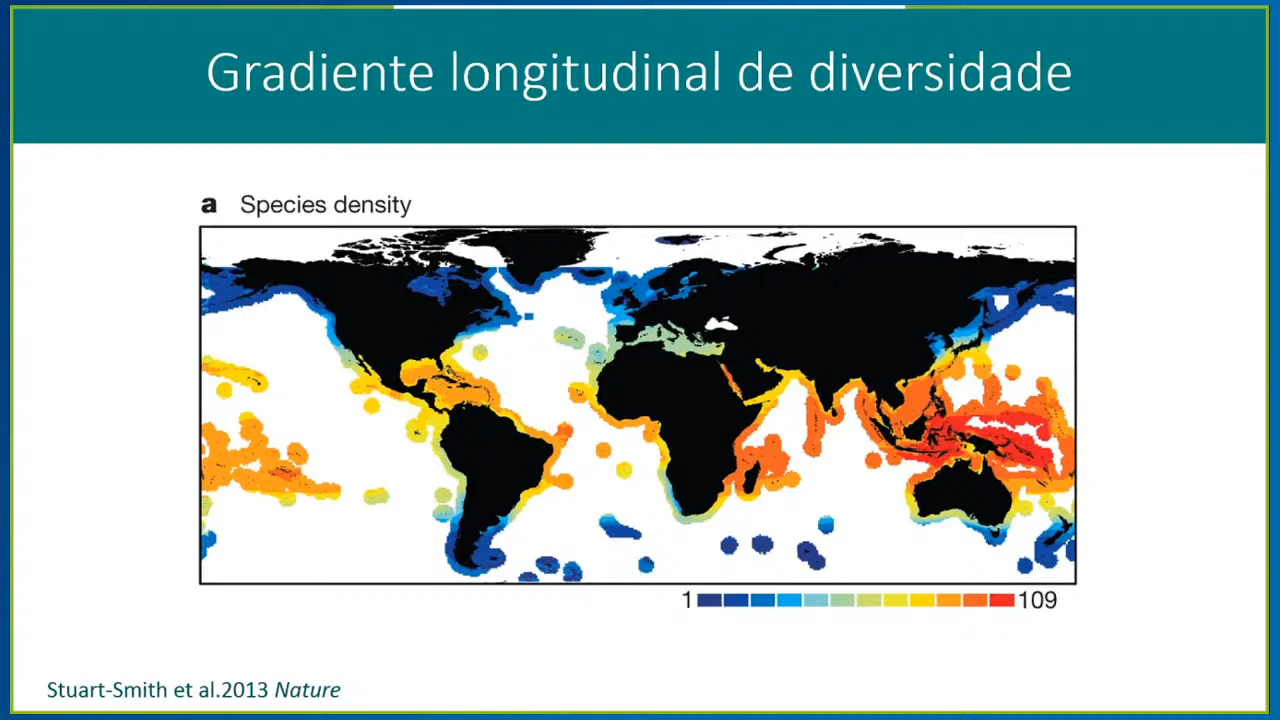 Gradiente longitudinal de diversidade
a Species density
1 109
Stuart-Smith et al.2013 Nature